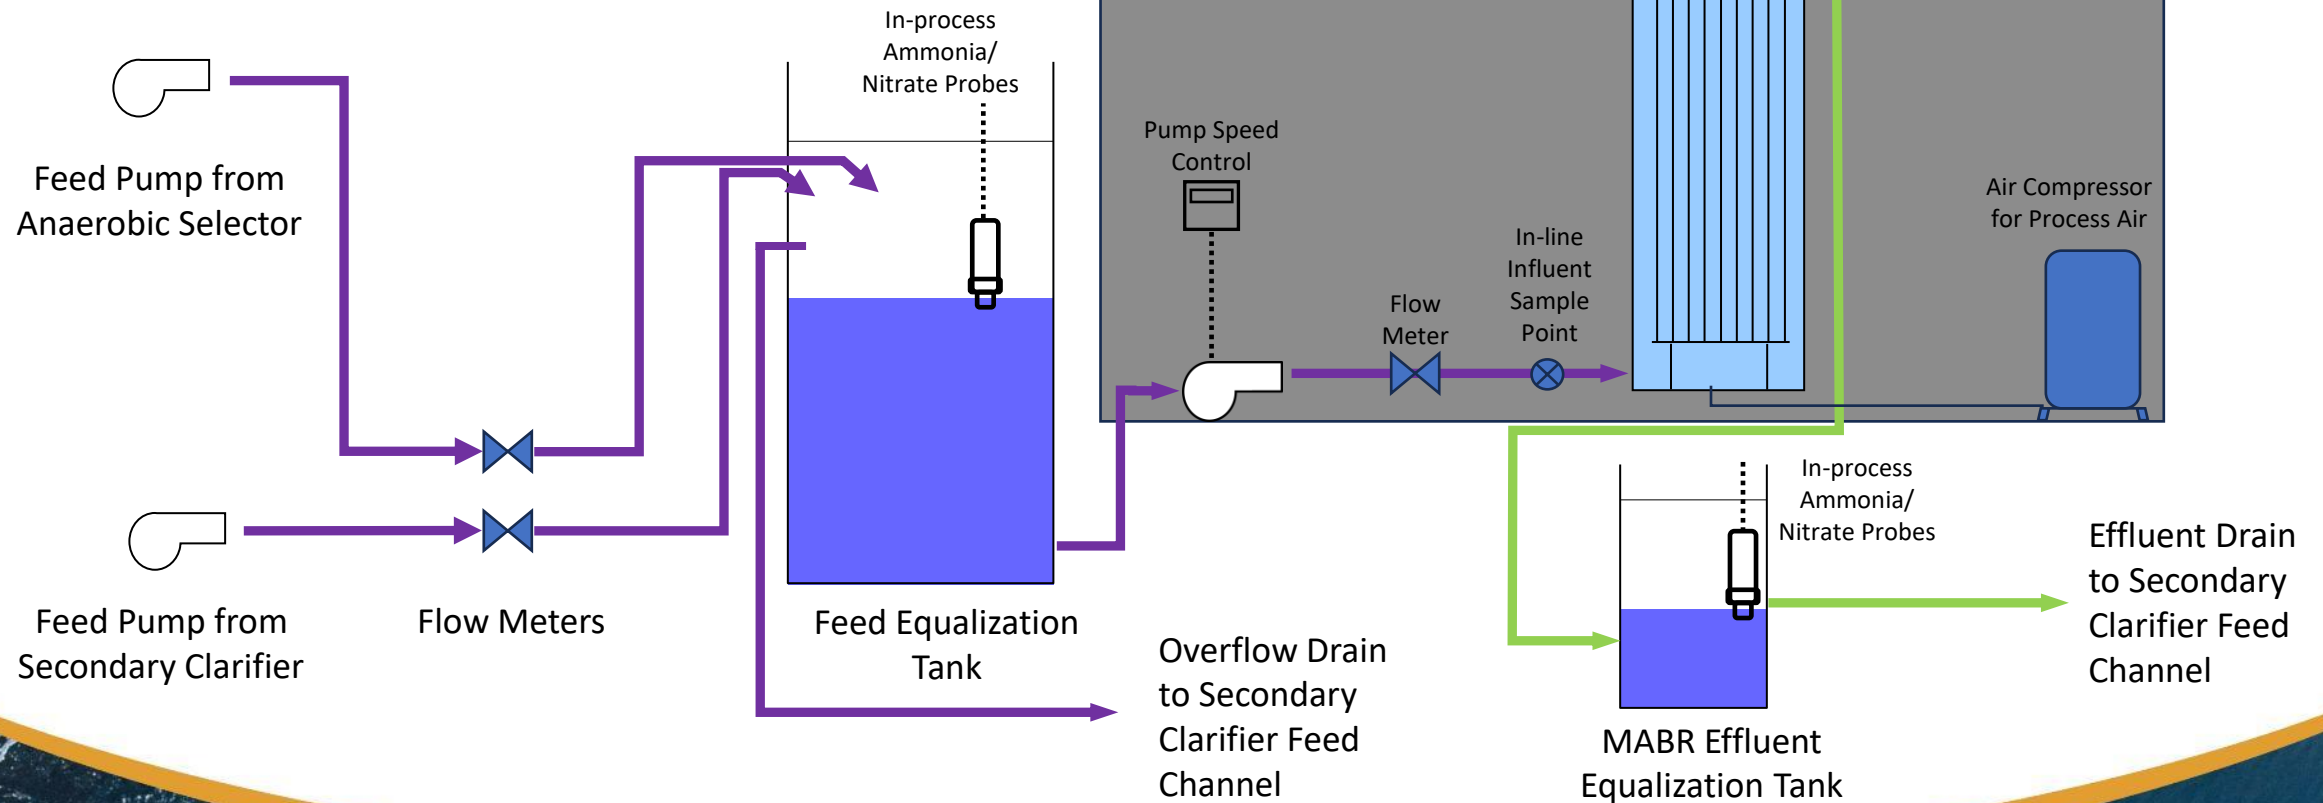 In-process
Ammonia/
Nitrate Probes
Feed Pump from
Anaerobic Selector
Pump Speed
Control
Air Compressor
for Process Air
In-line
Influent
Sample
Point
Flow
Meter
In-process
Ammonia/
Nitrate Probes
Effluent Drain
to Secondary
Clarifier Feed
Channel
Feed Pump from
Secondary Clarifier
Flow Meters
Feed Equalization
Tank
Overflow Drain
to Secondary
Clarifier Feed
Channel
MABR Effluent
Equalization Tank